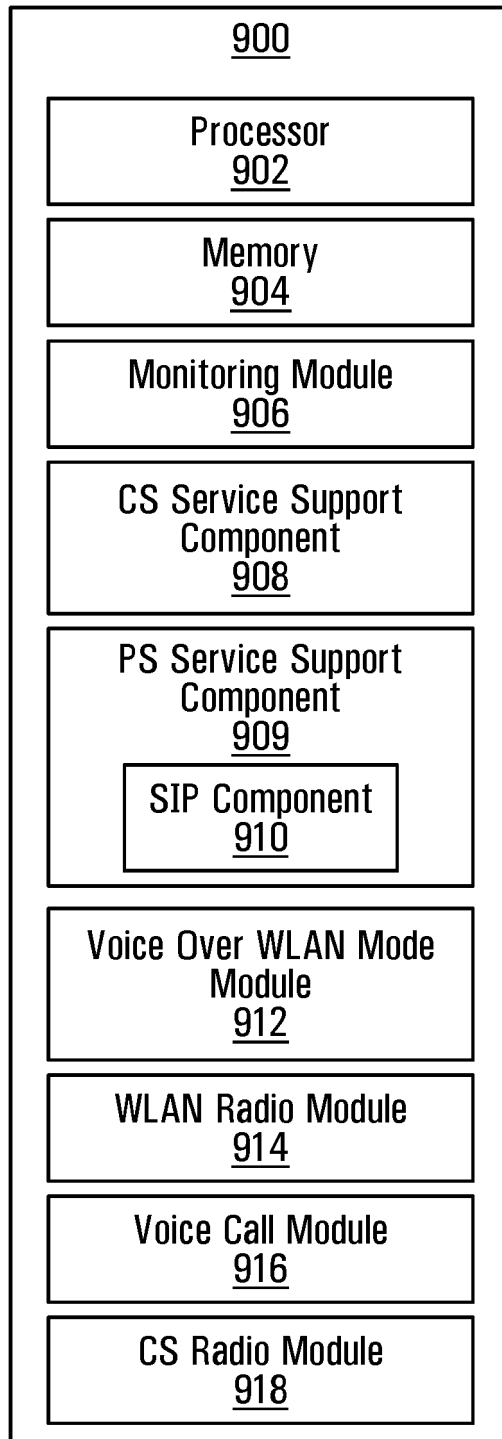 900
Processor
902
Memory
904
Monitoring Module
906
CS Service Support
Component
908
PS Service Support
Component
909
SIP Component
910
Voice Over WLAN Mode
Module
912
WLAN Radio Module
914
Voice Call Module
916
CS Radio Module
918